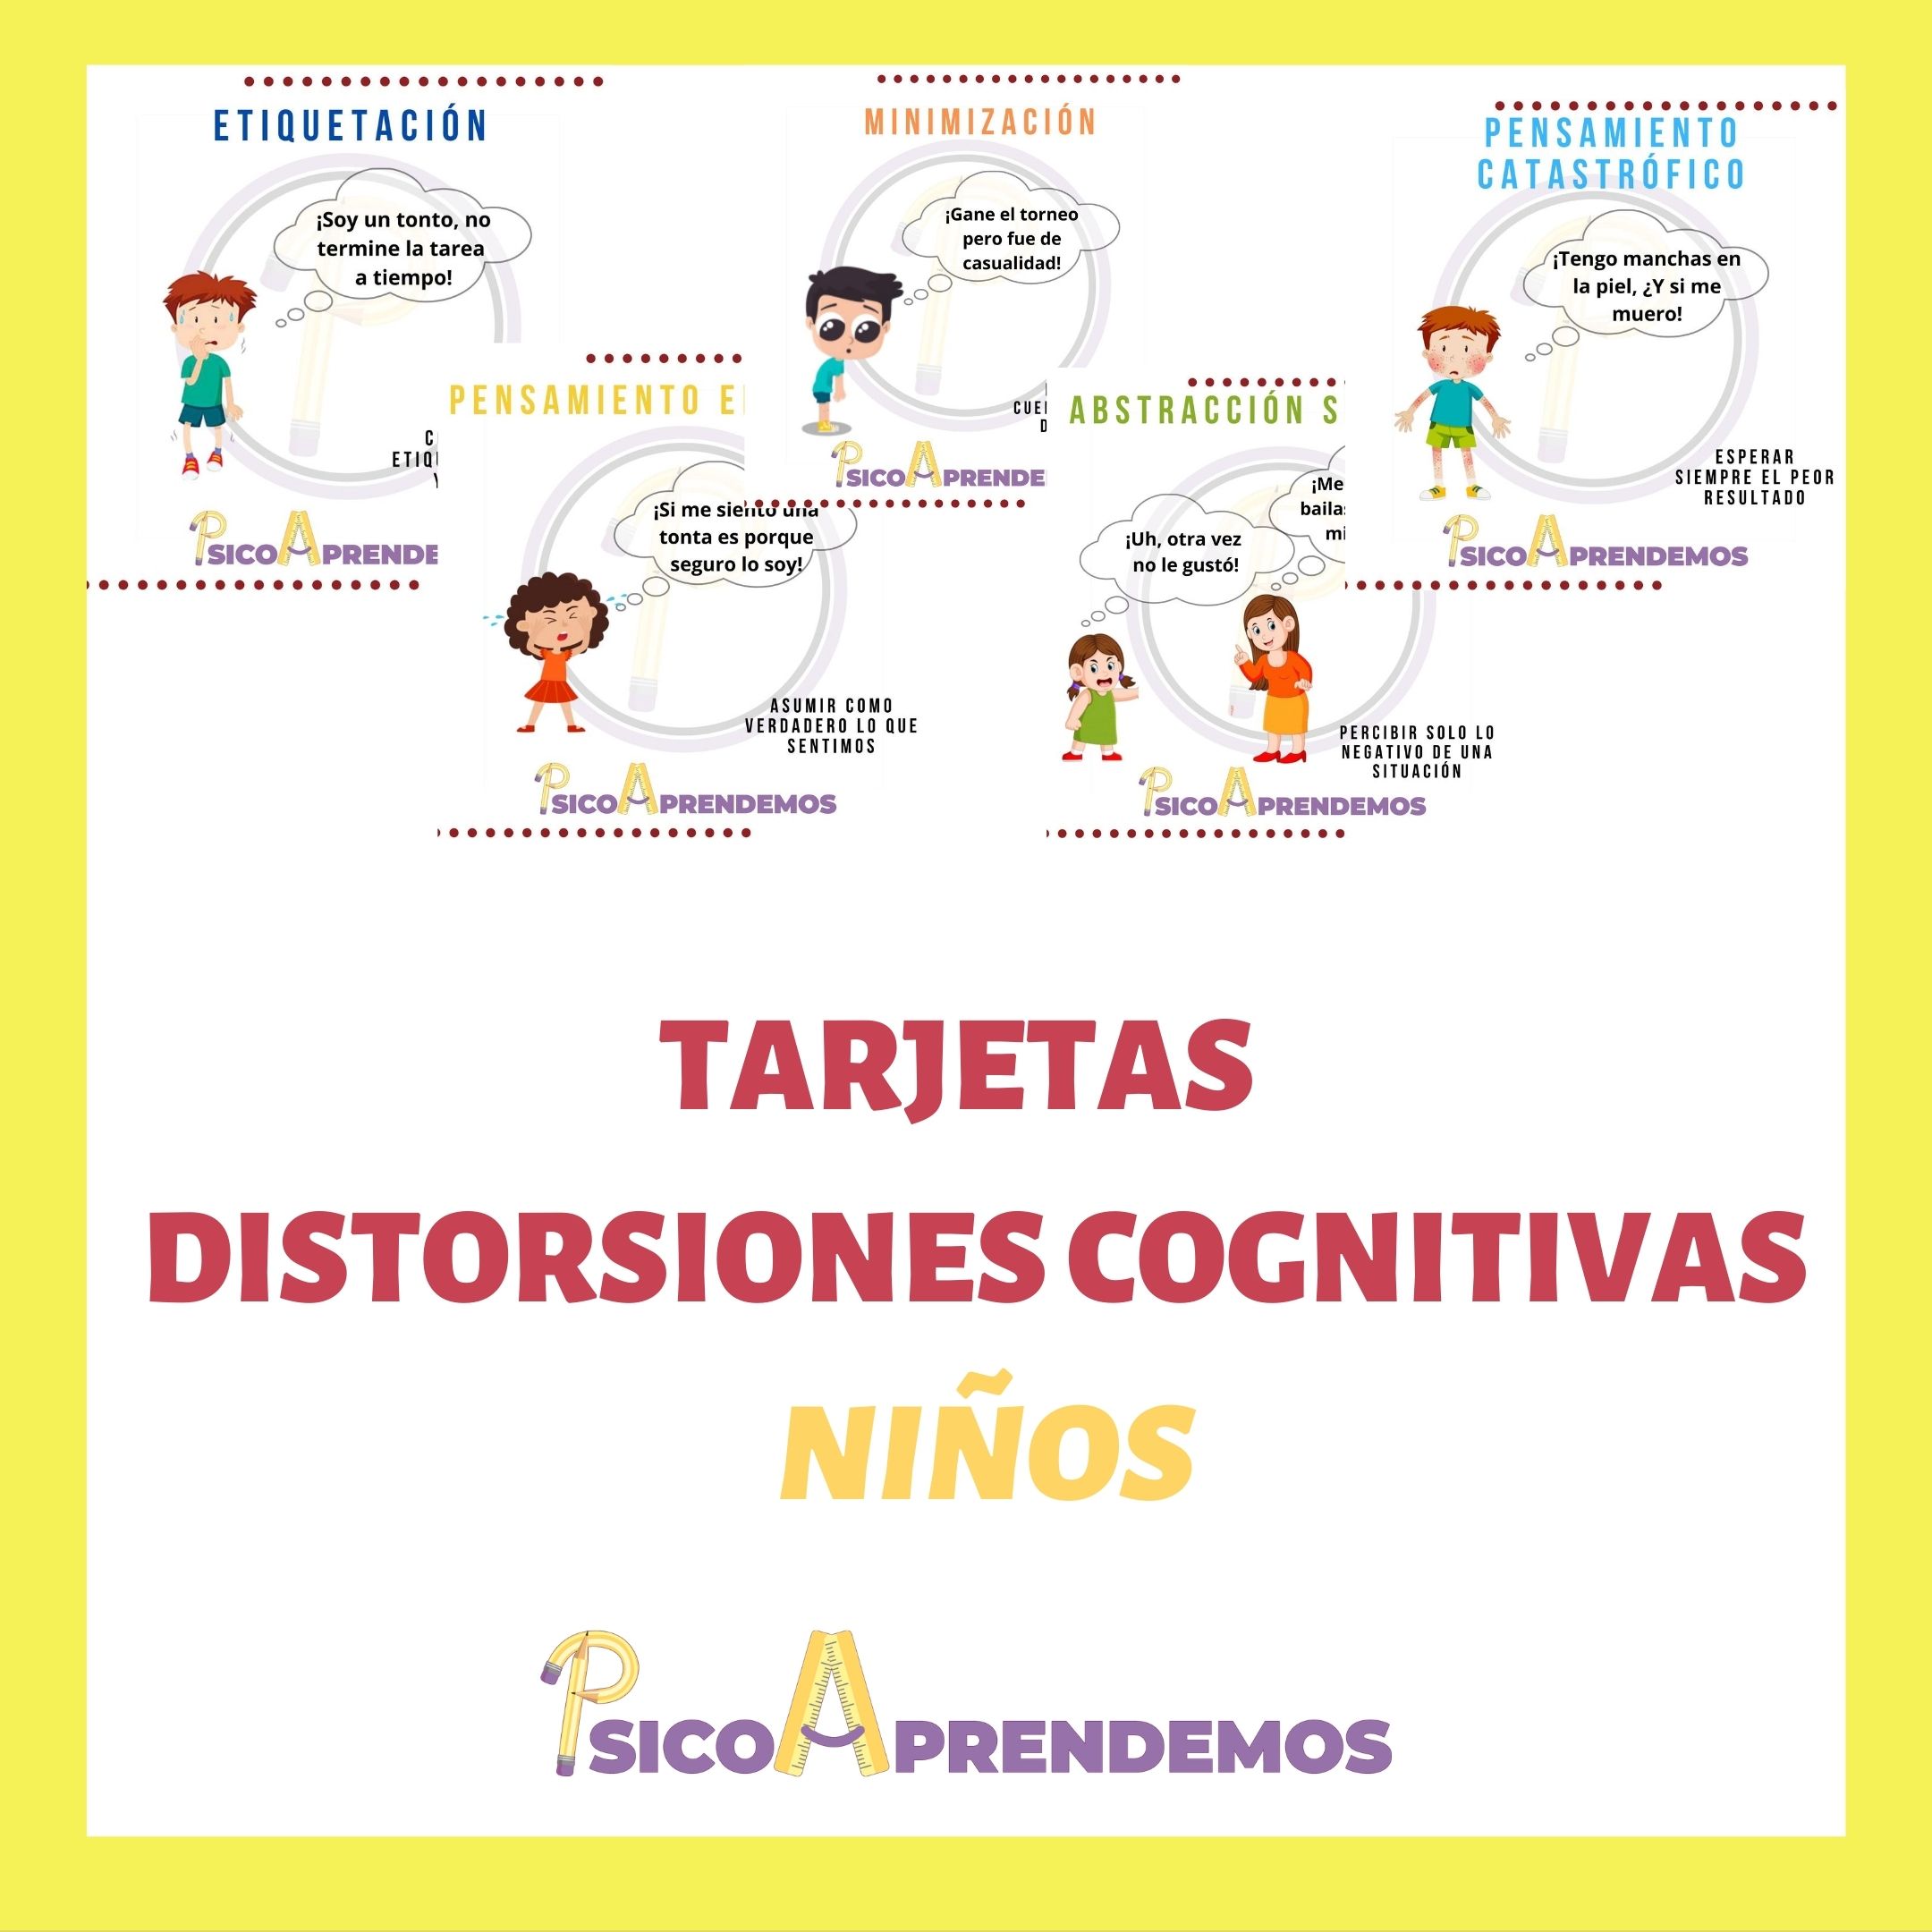 ETIQUETACIÓN
¡Soy un tonto, no
termine la tarea
a tiempo!
PSICOAPRENDE
MINIMIZACIÓN
¡Gane el torneo
pero fue de
casualidad!
PSICOAPRENDE
PENSAMIENTO
CATASTRÓFICO
¡Tengo manchas en
la piel, ¿Y si me
muero!
ESPERAR
SIEMPRE EL PEOR
RESULTADO
PSICOAPRENDEMOS
PENSAMIENTO
¡Si me siento una
tonta es porque
seguro lo soy!
ASUMIR COMO
VERDADERO LO QUE
SENTIMOS
PSICOAPRENDEMOS
ABSTRACCIÓN S
¡Uh, otra vez
no le gustó!
¡Me
baila
mi
PERCIBIR SOLO LO
NEGATIVO DE UNA
SITUACIÓN
PSICOAPRENDEMOS
TARJETAS
DISTORSIONES COGNITIVAS
NIÑOS
PSICOAPRENDEMOS